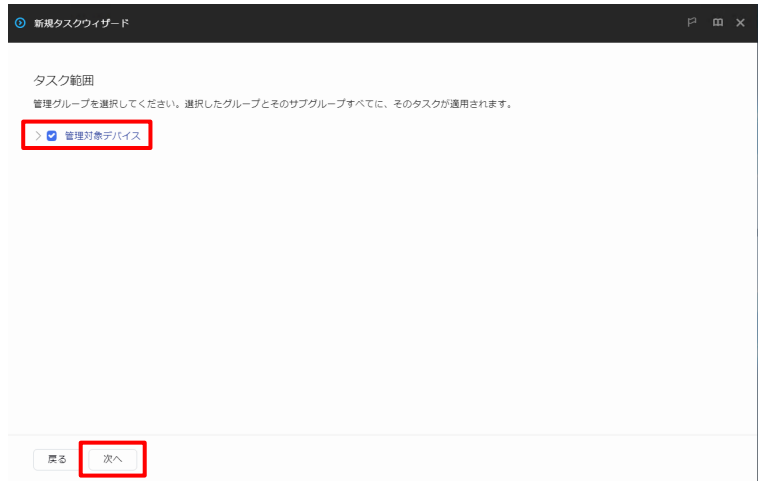 新規タスクウィザード
タスク範囲
管理グループを選択してください。選択したグループとそのサブグループすべてに、そのタスクが適用されます。
管理対象デバイス
戻る 次へ